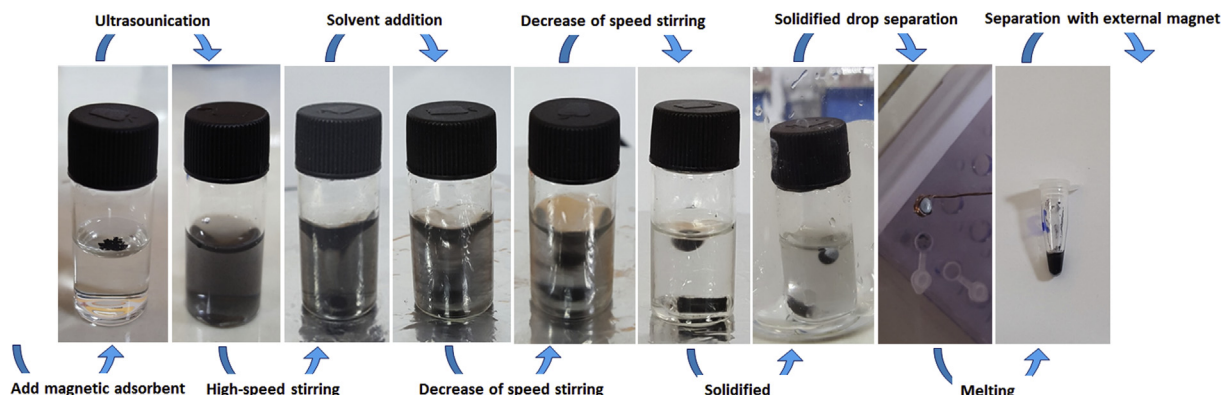 Ultrasounication
Solvent addition
Decrease of speed stirring
Solidified drop separation
Separation with external magnet
Add magnetic adsorbent
High-speed stirring
Decrease of speed stirring
Solidified
Melting